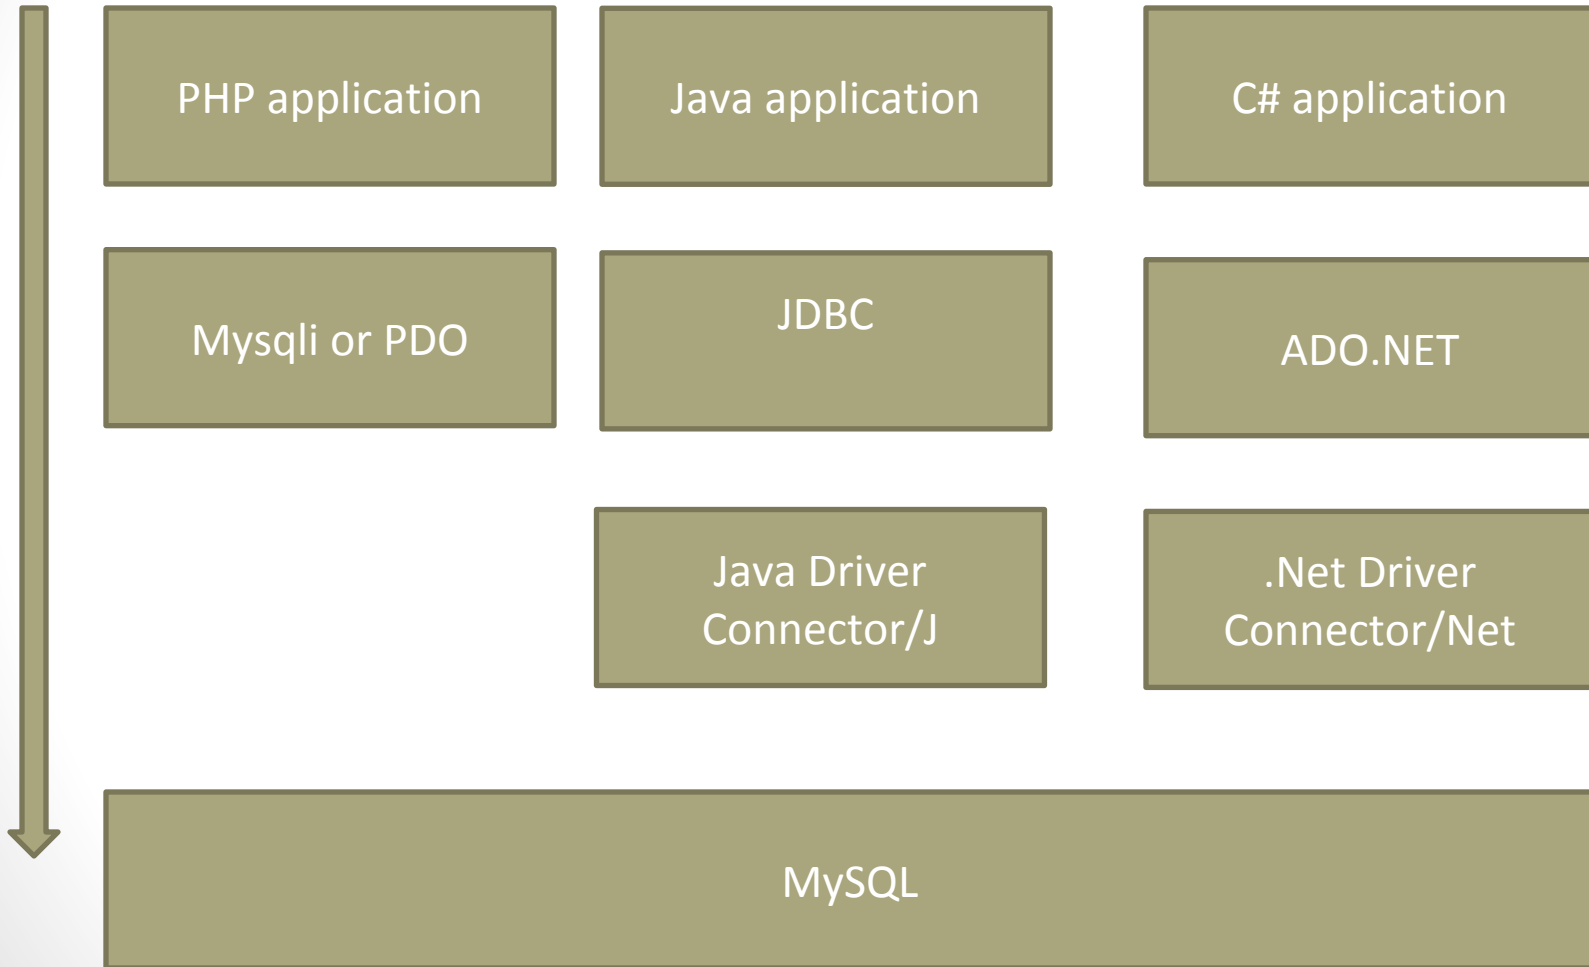 PHP application
Java application
C# application
Mysqli or PDO
JDBC
ADO.NET
Java Driver
Connector/J
.Net Driver
Connector/Net
MySQL